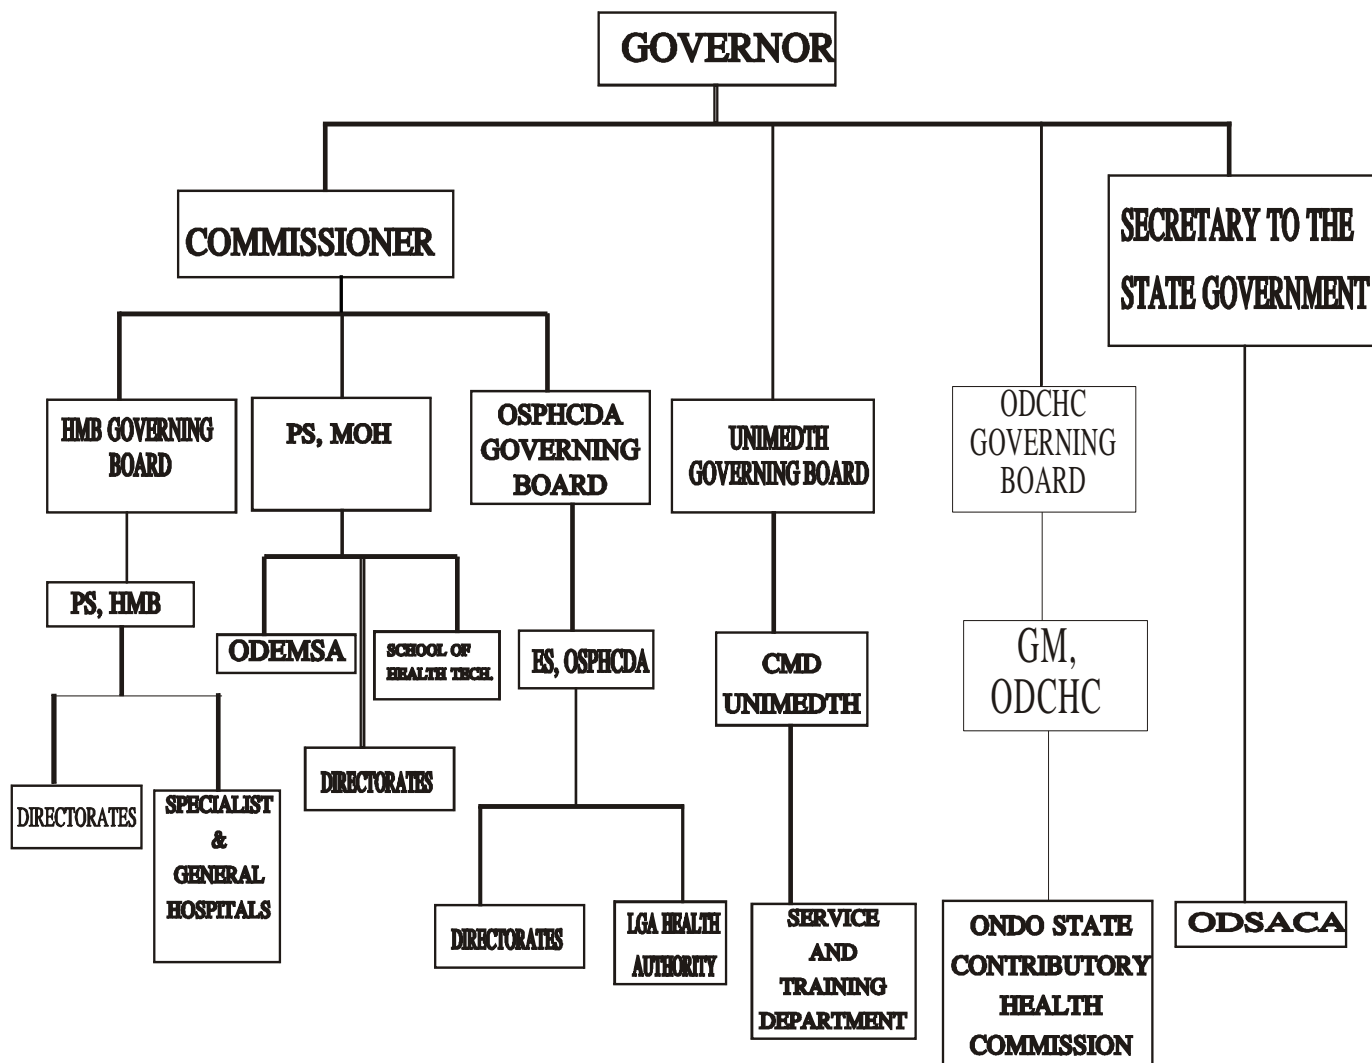 GOVERNOR
COMMISSIONER
SECRETARY TO THE
STATE GOVERNMENT
HMB GOVERNING
BOARD
PS, MOH
OSPHCDA
GOVERNING
BOARD
UNIMEDTH
GOVERNING BOARD
ODCHC
GOVERNING
BOARD
PS, HMB
ODEMSA
SCHOOL OF
HEALTH TECH.
ES, OSPHCDA
CMD
UNIMEDTH
GM,
ODCHC
DIRECTORATES
SPECIALIST
&
GENERAL
HOSPITALS
DIRECTORATES
DIRECTORATES
LGA HEALTH
AUTHORITY
SERVICE
AND
TRAINING
DEPARTMENT
ONDO STATE
CONTRIBUTORY
HEALTH
COMMISSION
ODSACA